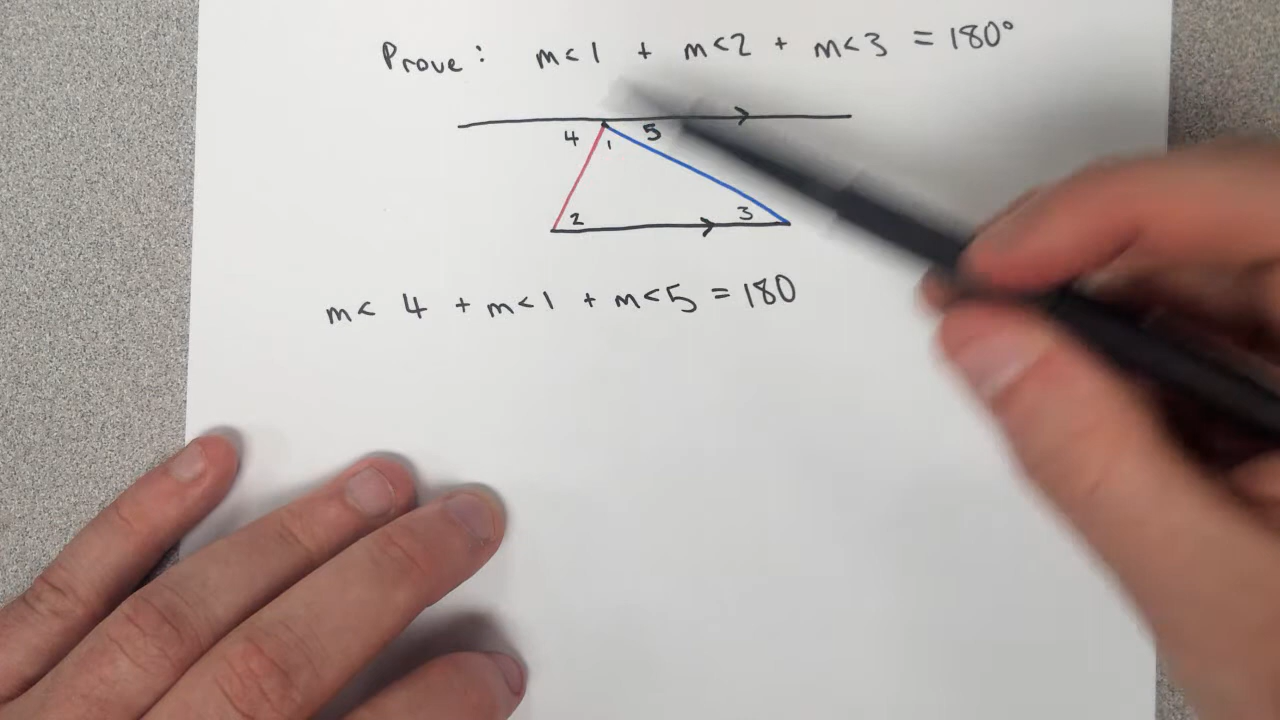 Prove: m<1 + m<2 + m<3 = 180°
4 1 5
2 3
m< 4 + m<1 + m<5 = 180